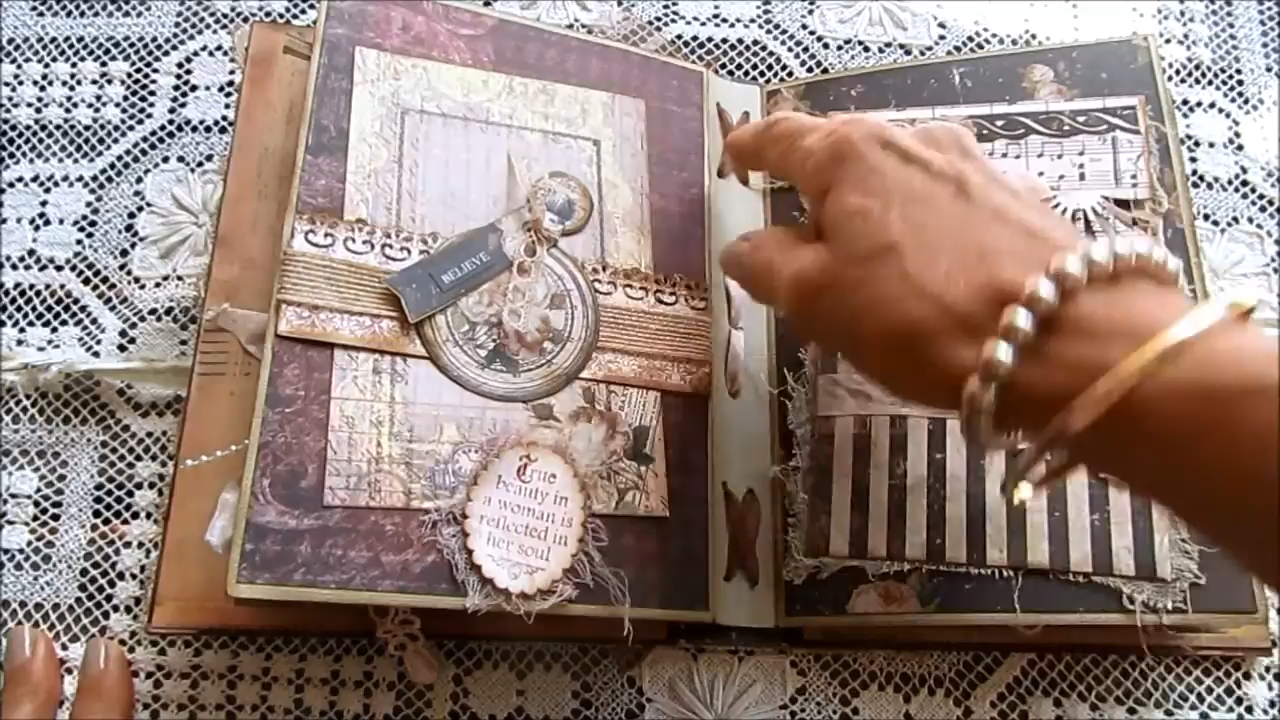 BELIEVE
True
beauty in
a woman is
reflected in
her soul